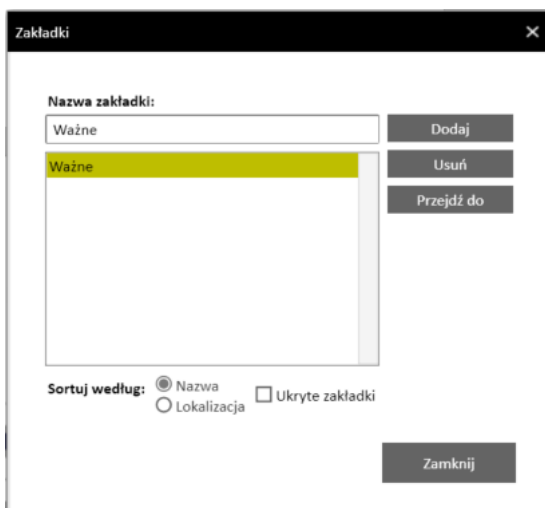 Zakładki
Nazwa zakładki:
Ważne
Dodaj
Ważne
Usuń
Przejdź do
Sortuj według:
Nazwa
Lokalizacja
Ukryte zakładki
Zamknij